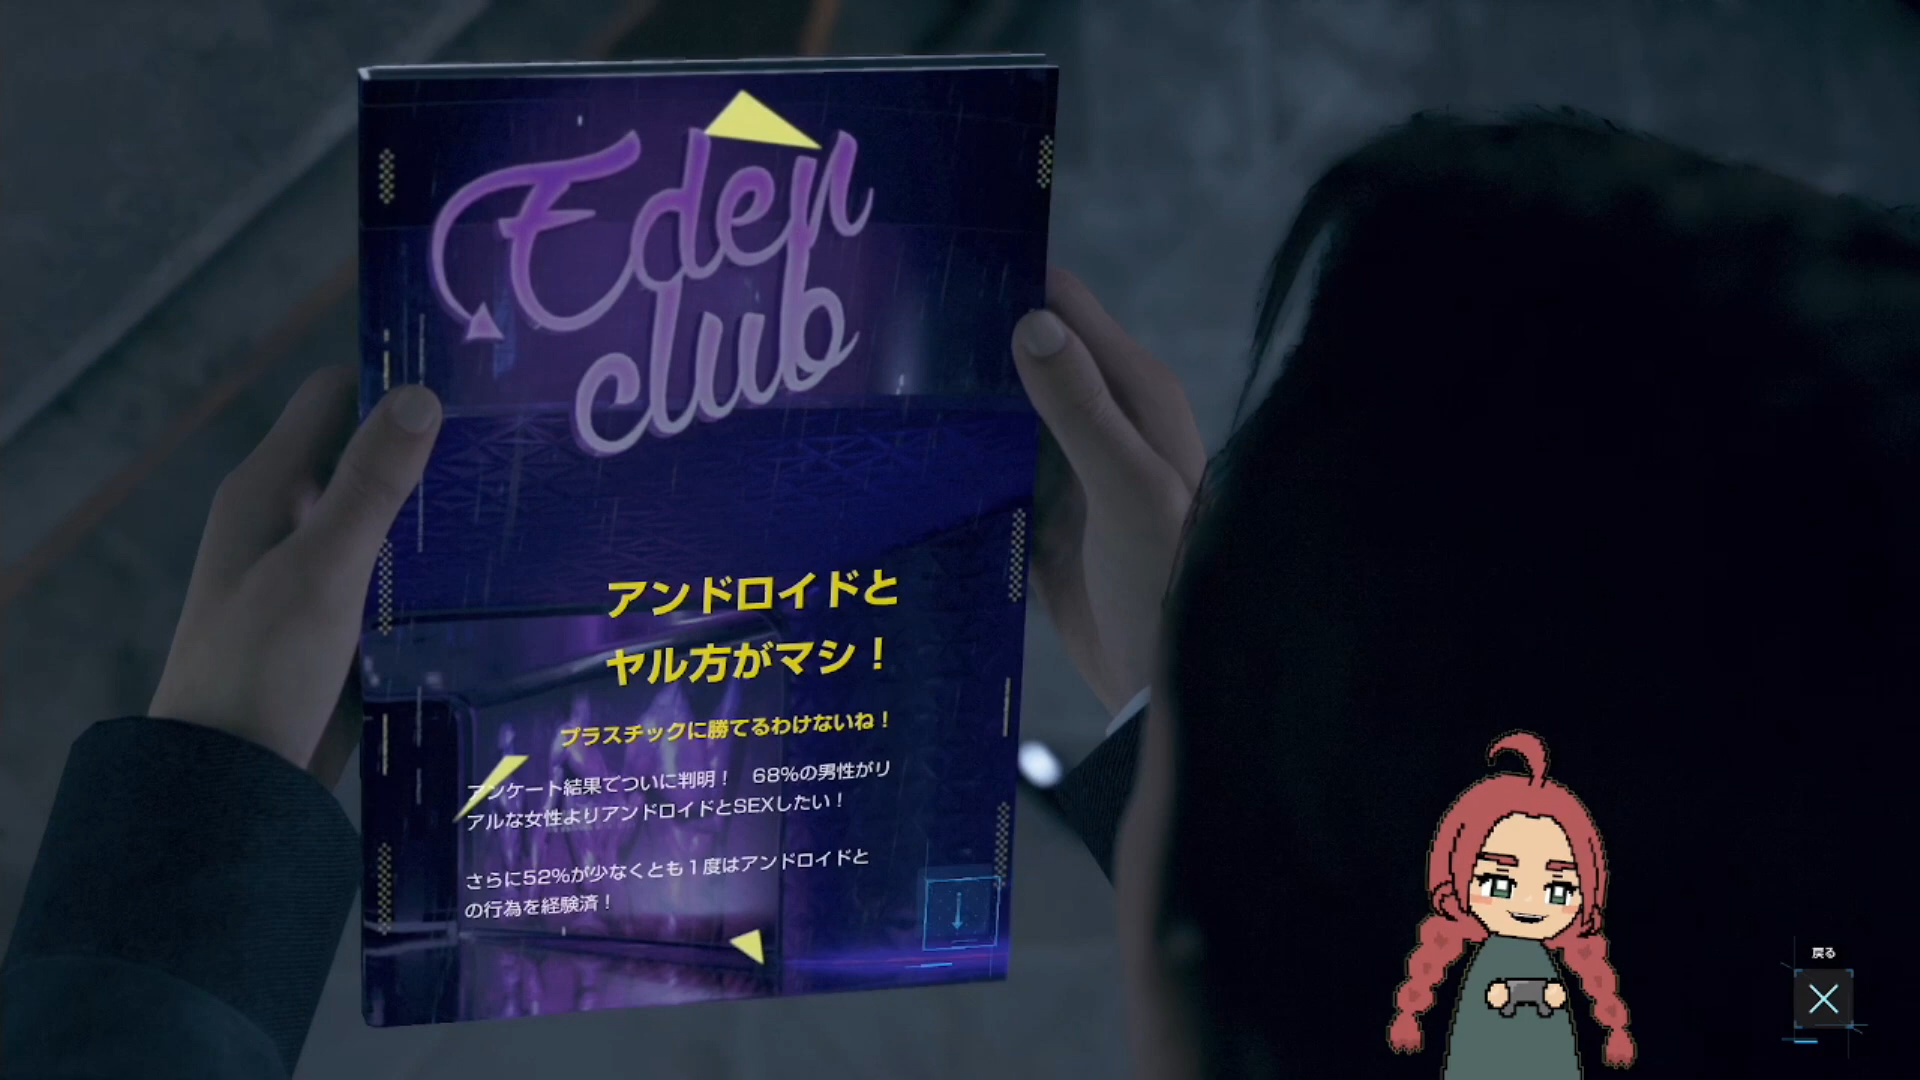 Eden
club
アンドロイドと
ヤル方がマシ！
プラスチックに勝てるわけないね！
アンケート結果でついに判明！　68%の男性がリ
アルな女性よりアンドロイドとSEXしたい！
さらに52%が少なくとも１度はアンドロイドと
の行為を経験済！
戻る